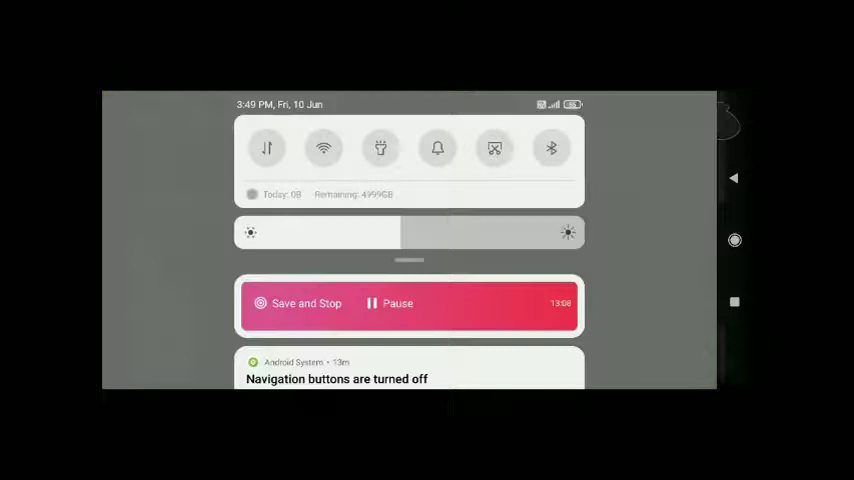 3:49 PM, Fri, 10 Jun
Today: 0B Remaining: 4999GB
Save and Stop Pause 13:08
Android System • 13m
Navigation buttons are turned off